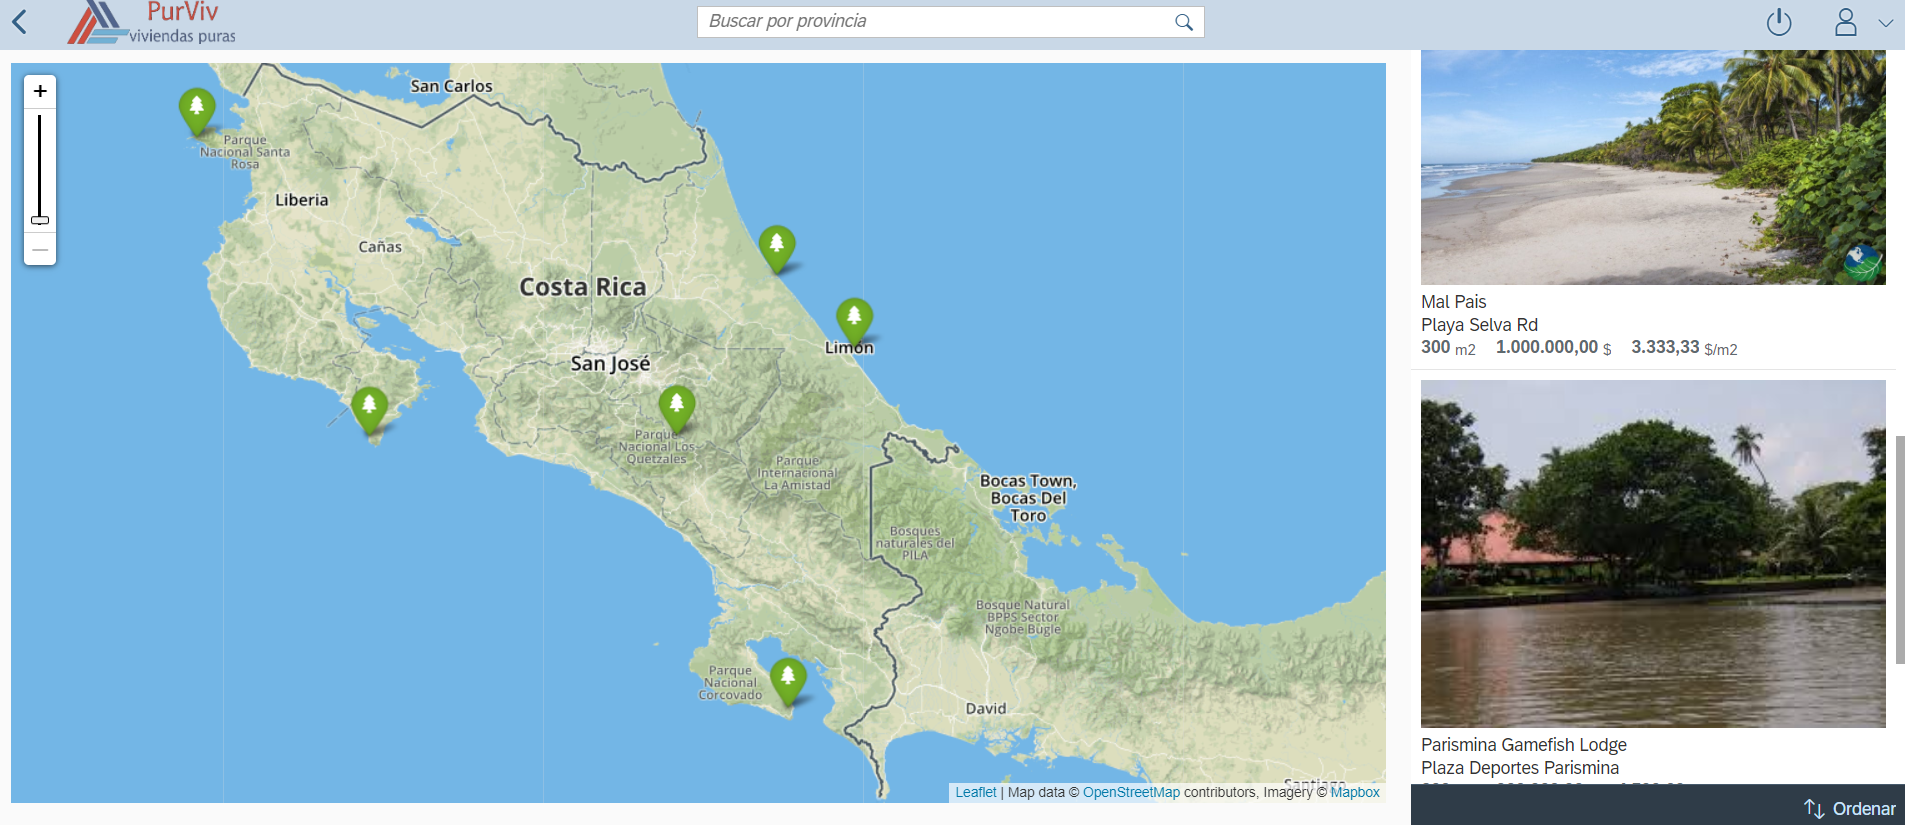 PurViv
viviendas puras
Buscar por provincia
+
San Carlos
Parque
Nacional Santa
Rosa
Liberia
Cañas
Costa Rica
San José
Limón
Parque
Nacional Los
Quetzales
Parque
Internacional
La Amistad
Bocas Town,
Bocas Del
Toro
Bosques
naturales del
PILA
Bosque Natural
BPPS Sector
Ngobe Bugle
Parque
Nacional
Corcovado
David
Santiago
Leaflet | Map data © OpenStreetMap contributors, Imagery © Mapbox
Mal Pais
Playa Selva Rd
300 m2 1.000.000,00 $ 3.333,33 $/m2
Parismina Gamefish Lodge
Plaza Deportes Parismina
Ordenar